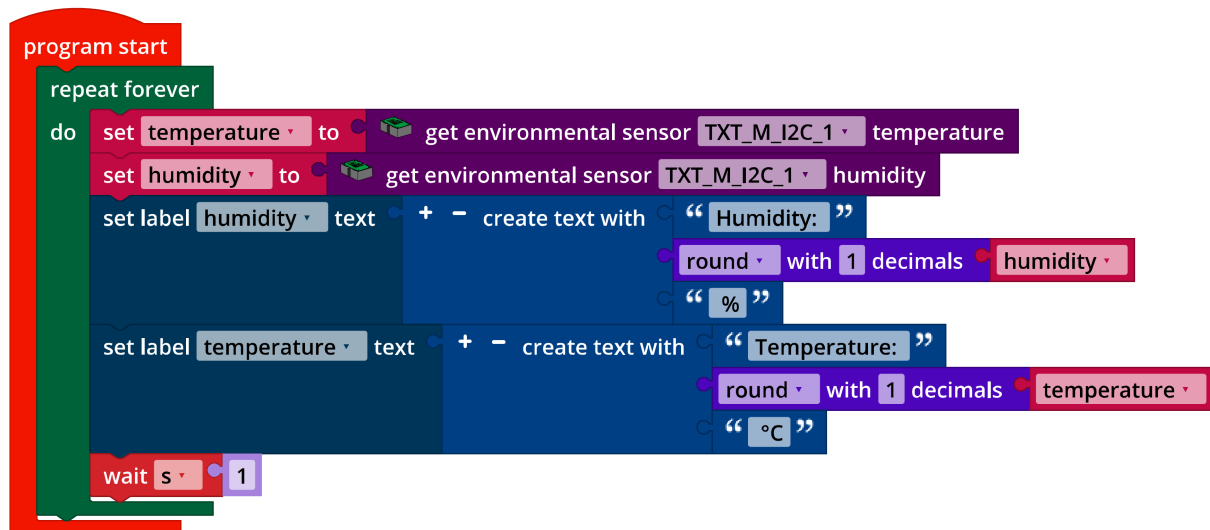 program start
repeat forever
do set temperature to get environmental sensor TXT_M_I2C_1 temperature
set humidity to get environmental sensor TXT_M_I2C_1 humidity
set label humidity text + − create text with “ Humidity: ”
round with 1 decimals humidity
“ % ”
set label temperature text + − create text with “ Temperature: ”
round with 1 decimals temperature
“ °C ”
wait s 1